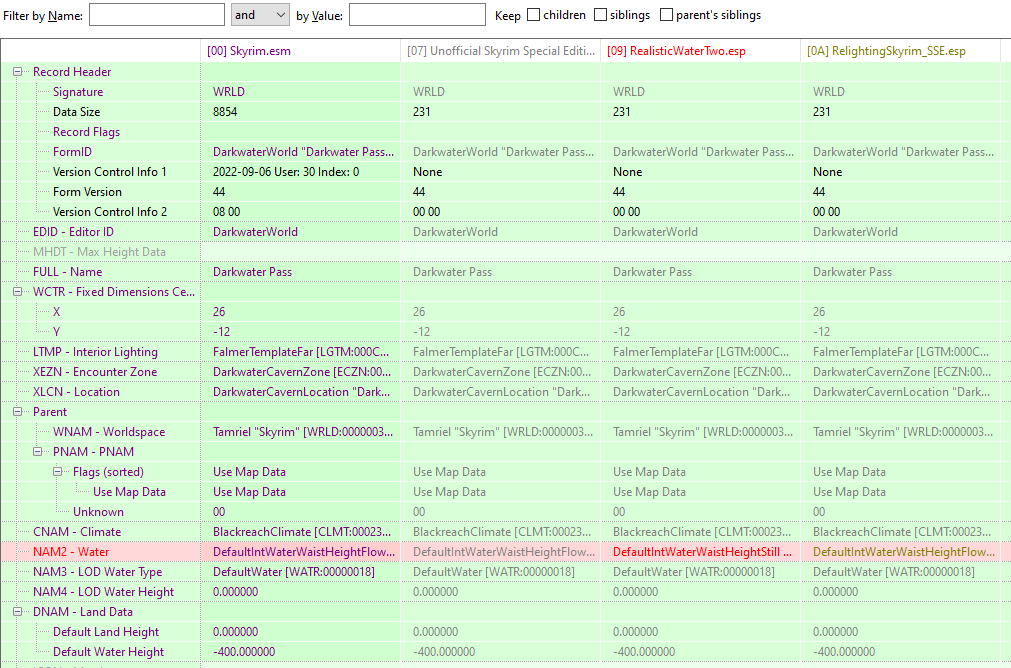 Filter by Name: and by Value: Keep children siblings parent's siblings
[00] Skyrim.esm [07] Unofficial Skyrim Special Editi... [09] RealisticWaterTwo.esp [0A] RelightingSkyrim_SSE.esp
Record Header
Signature WRLD WRLD WRLD WRLD
Data Size 8854 231 231 231
Record Flags
FormID DarkwaterWorld "Darkwater Pass... DarkwaterWorld "Darkwater Pass... DarkwaterWorld "Darkwater Pass... DarkwaterWorld "Darkwater Pass...
Version Control Info 1 2022-09-06 User: 30 Index: 0 None None None
Form Version 44 44 44 44
Version Control Info 2 08 00 00 00 00 00 00 00
EDID - Editor ID DarkwaterWorld DarkwaterWorld DarkwaterWorld DarkwaterWorld
MHDT - Max Height Data
FULL - Name Darkwater Pass Darkwater Pass Darkwater Pass Darkwater Pass
WCTR - Fixed Dimensions Ce...
X 26 26 26 26
Y -12 -12 -12 -12
LTMP - Interior Lighting FalmerTemplateFar [LGTM:000C... FalmerTemplateFar [LGTM:000C... FalmerTemplateFar [LGTM:000C... FalmerTemplateFar [LGTM:000C...
XEZN - Encounter Zone DarkwaterCavernZone [ECZN:00... DarkwaterCavernZone [ECZN:00... DarkwaterCavernZone [ECZN:00... DarkwaterCavernZone [ECZN:00...
XLCN - Location DarkwaterCavernLocation "Dark... DarkwaterCavernLocation "Dark... DarkwaterCavernLocation "Dark... DarkwaterCavernLocation "Dark...
Parent
WNAM - Worldspace Tamriel "Skyrim" [WRLD:0000003... Tamriel "Skyrim" [WRLD:0000003... Tamriel "Skyrim" [WRLD:0000003... Tamriel "Skyrim" [WRLD:0000003...
PNAM - PNAM
Flags (sorted) Use Map Data Use Map Data Use Map Data Use Map Data
Use Map Data Use Map Data Use Map Data Use Map Data Use Map Data
Unknown 00 00 00 00
CNAM - Climate BlackreachClimate [CLMT:00023... BlackreachClimate [CLMT:00023... BlackreachClimate [CLMT:00023... BlackreachClimate [CLMT:00023...
NAM2 - Water DefaultIntWaterWaistHeightFlow... DefaultIntWaterWaistHeightFlow... DefaultIntWaterWaistHeightStill ... DefaultIntWaterWaistHeightFlow...
NAM3 - LOD Water Type DefaultWater [WATR:00000018] DefaultWater [WATR:00000018] DefaultWater [WATR:00000018] DefaultWater [WATR:00000018]
NAM4 - LOD Water Height 0.000000 0.000000 0.000000 0.000000
DNAM - Land Data
Default Land Height 0.000000 0.000000 0.000000 0.000000
Default Water Height -400.000000 -400.000000 -400.000000 -400.000000